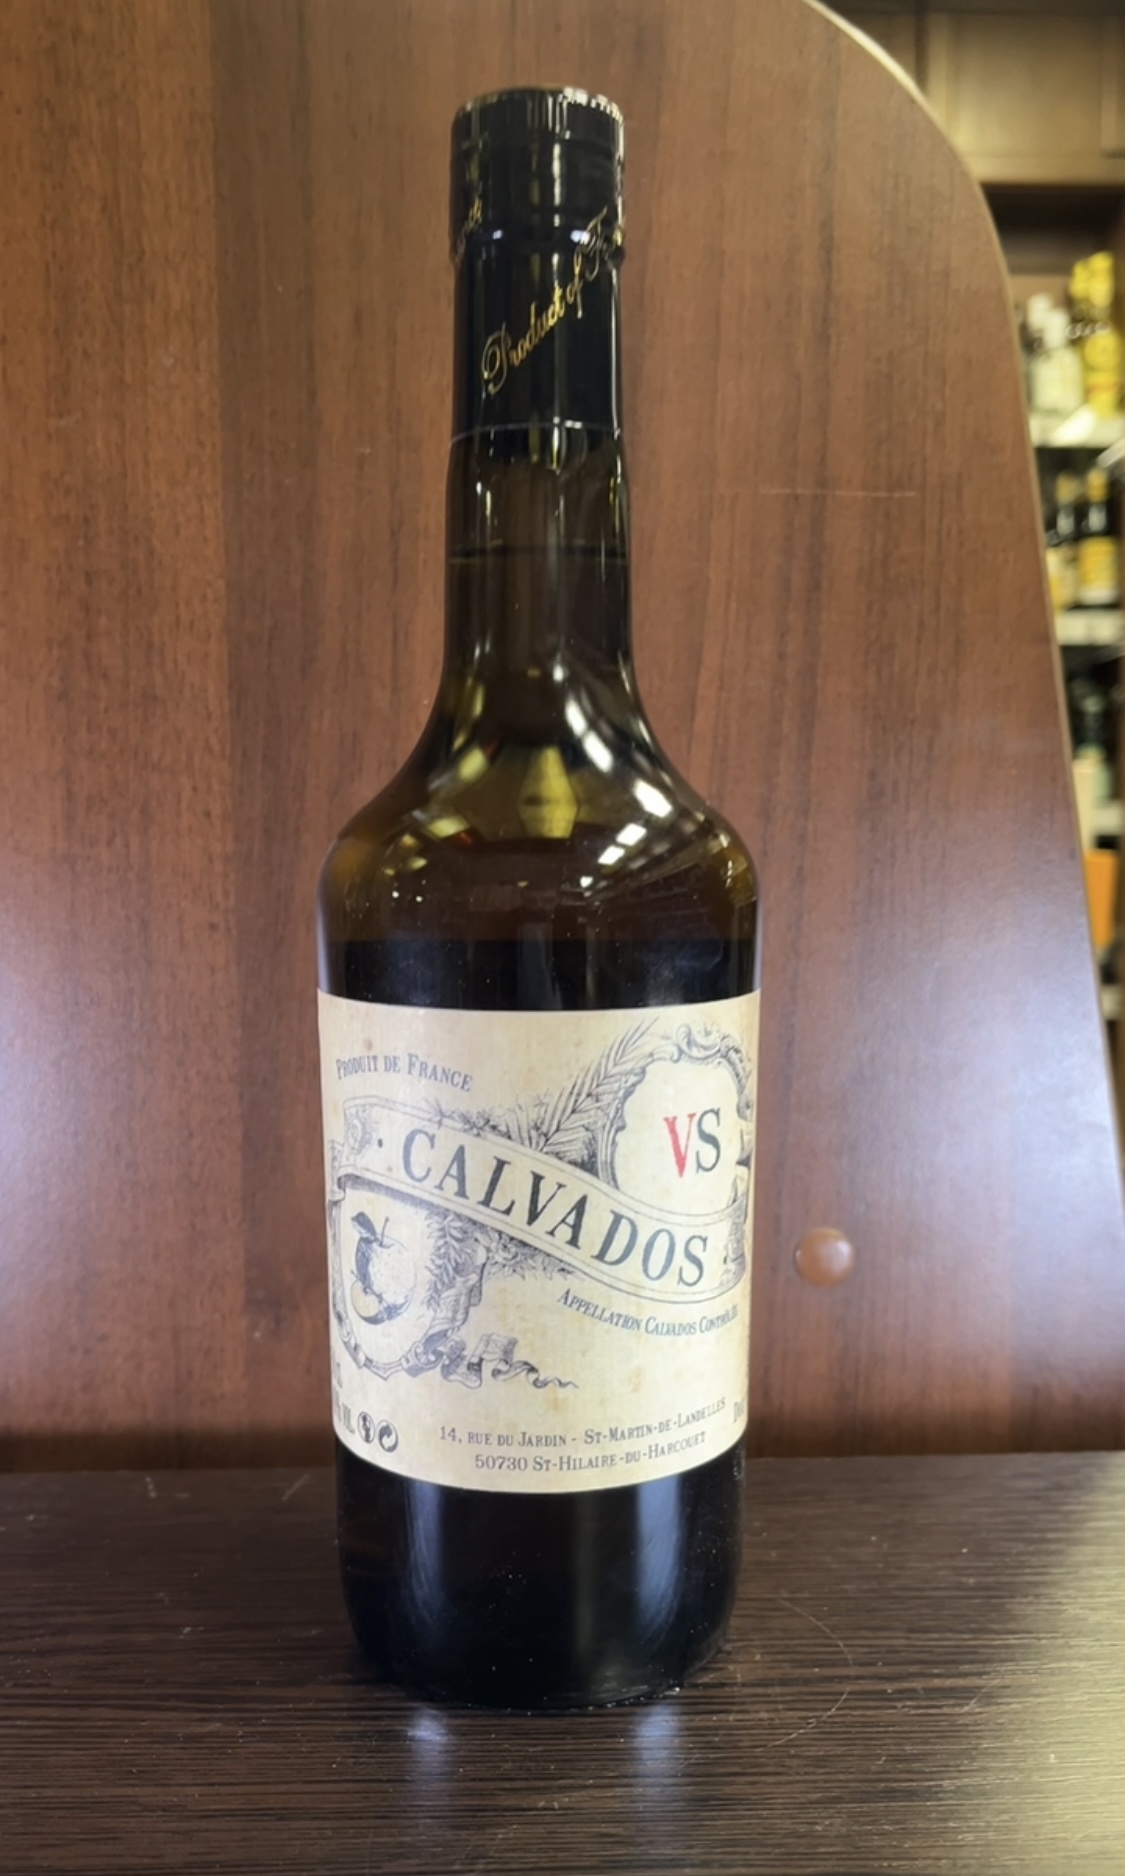 Product of
PRODUIT DE FRANCE
VS
· CALVADOS
APPELLATION CALVADOS CONTRÔLÉE
14, RUE DU JARDIN - ST-MARTIN-DE-LANDELLES
50730 ST-HILAIRE-DU-HARCOUET